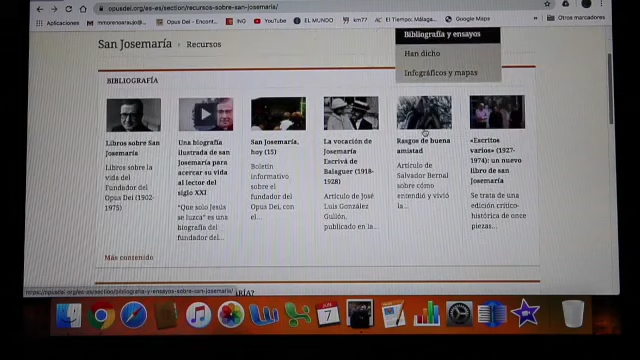 opusdei.org/es-es/section/recursos-sobre-san-josemaria/
Opus Dei - Encont...
ING
EL MUNDO
km77
El Tiempo: Málaga...
Google Maps
Otros marcadores
San Josemaría › Recursos
Bibliografía y ensayos
Han dicho
Infográficos y mapas
BIBLIOGRAFÍA
Libros sobre San
Josemaría
Libros sobre la
vida del
Fundador del
Opus Dei (1902-
1975)
Una biografía
ilustrada de san
Josemaría para
acercar su vida
al lector del
siglo XXI
"Que solo Jesús
se luzca" es una
biografía del
fundador del...
San Josemaría,
hoy (15)
Boletín
informativo
sobre el
fundador del
Opus Dei, con
el...
La vocación de
Josemaría
Escrivá de
Balaguer (1918-
1928)
Artículo de José
Luis González
Gullón,
publicado en la...
Rasgos de buena
amistad
Artículo de
Salvador Bernal
sobre cómo
entendió y vivió
la...
«Escritos
varios» (1927-
1974): un nuevo
libro de san
Josemaría
Se trata de una
edición crítico-
histórica de once
piezas...
Más contenido
https://opusdei.org/es-es/section/bibliografia-y-ensayos-sobre-san-josemaria/
RÍA?
7